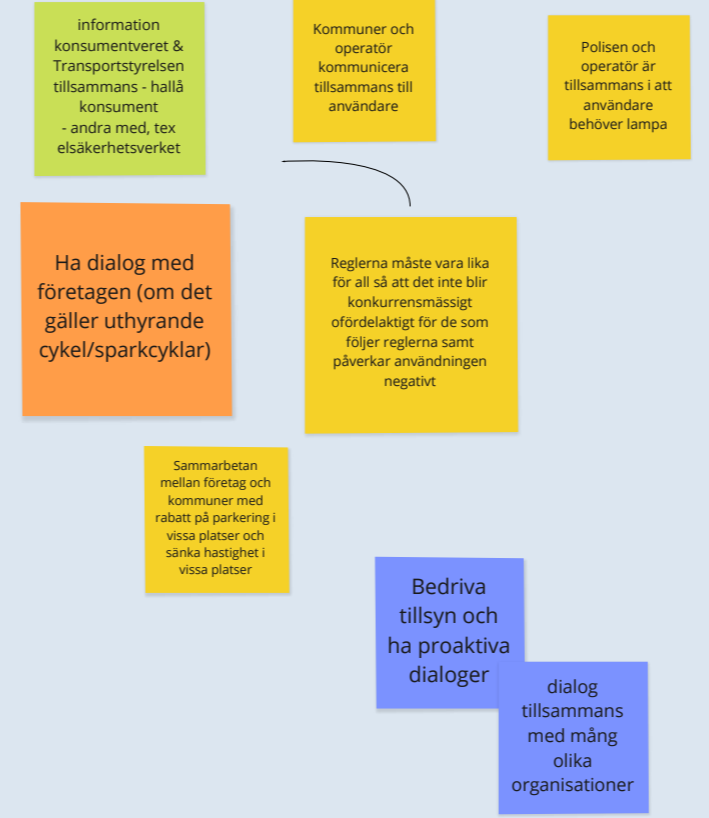 information
konsumentveret &
Transportstyrelsen
tillsammans - hallå
konsument
- andra med, tex
elsäkerhetsverket
Kommuner och
operatör
kommunicera
tillsammans till
användare
Polisen och
operatör är
tillsammans i att
användare
behöver lampa
Ha dialog med
företagen (om det
gäller uthyrande
cykel/sparkcyklar)
Reglerna måste vara lika
för all så att det inte blir
konkurrensmässigt
ofördelaktigt för de som
följer reglerna samt
påverkar användningen
negativt
Sammarbetan
mellan företag och
kommuner med
rabatt på parkering i
vissa platser och
sänka hastighet i
vissa platser
Bedriva
tillsyn och
ha proaktiva
dialoger
dialog
tillsammans
med mång
olika
organisationer